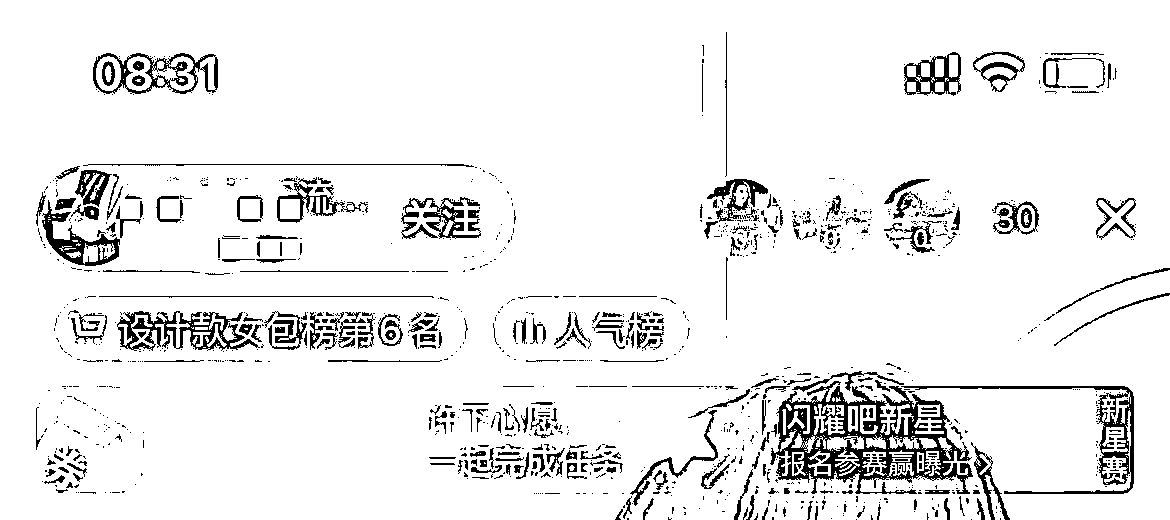 08:31
流...
关注
30
设计款女包榜第6名
人气榜
许下心愿
一起完成任务
券
闪耀吧新星
报名参赛赢曝光
新星赛